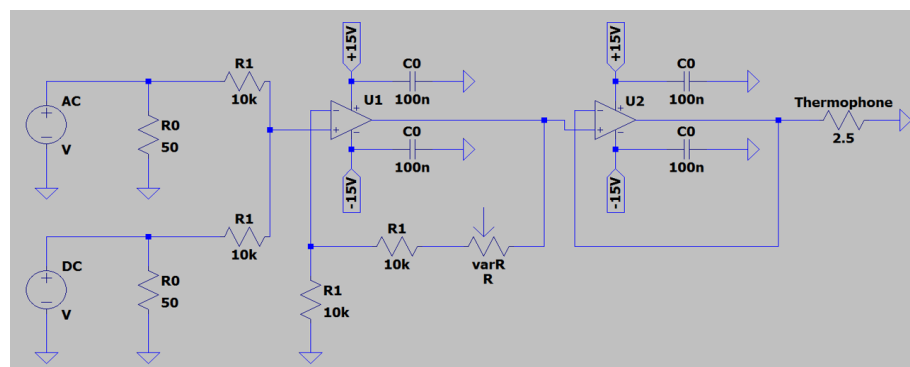 +15V
C0
100n
+15V
C0
100n
R1
10k
AC
V
R0
50
U1
U2
Thermophone
2.5
C0
100n
C0
100n
-15V
-15V
R1
10k
DC
V
R0
50
R1
10k
varR
R
R1
10k